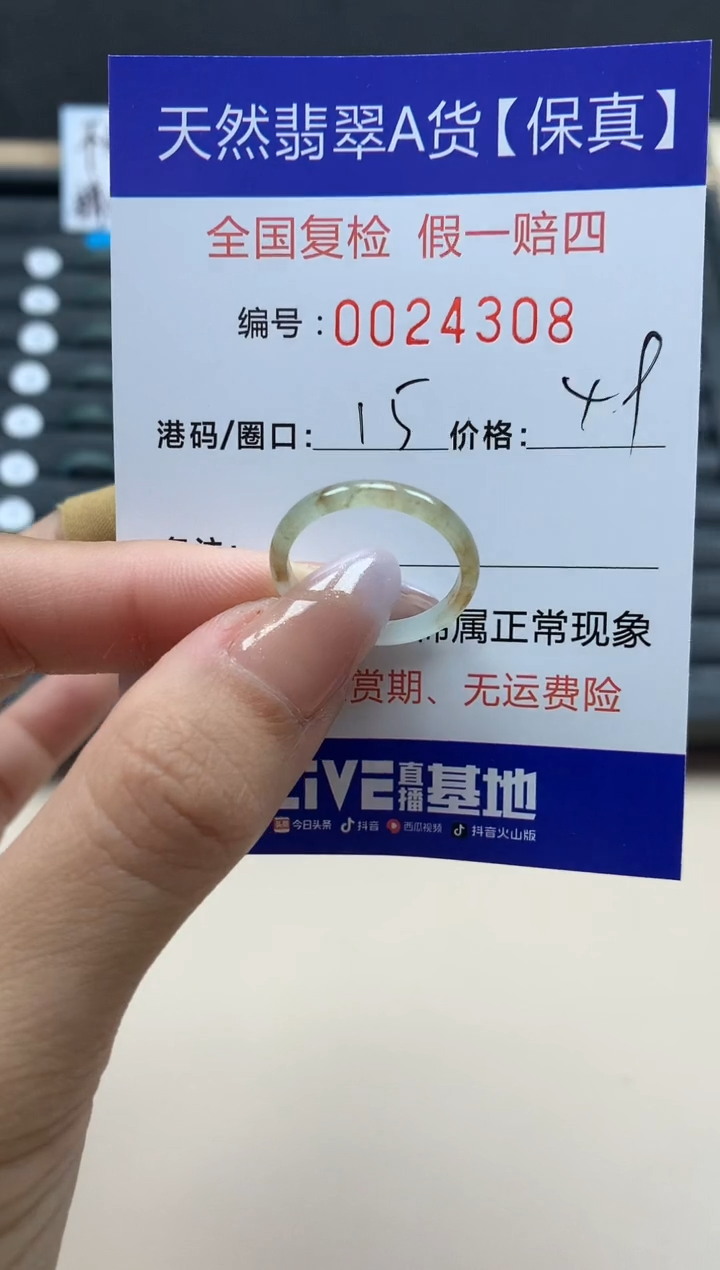 天然翡翠A货【保真】
全国复检 假一赔四
编号：0024308
港码/圈口： 15 价格：
属正常现象
赏期、无运费险
LiVE直播基地
今日头条 抖音 西瓜视频 抖音火山版